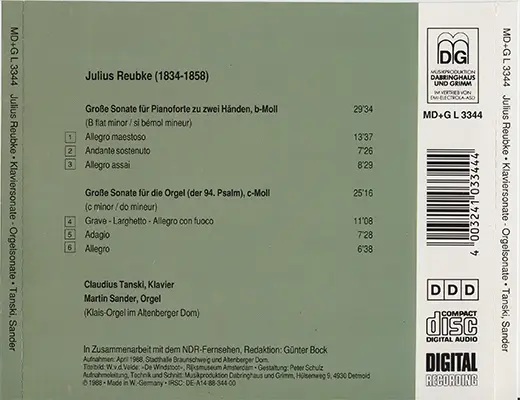 MD+G L 3344   Julius Reubke • Klaviersonate - Orgelsonate • Tanski, Sander
Julius Reubke (1834-1858)
Große Sonate für Pianoforte zu zwei Händen, b-Moll 29'34
(B flat minor / si bémol mineur)
1 Allegro maestoso 13'37
2 Andante sostenuto 7'26
3 Allegro assai 8'29
Große Sonate für die Orgel (der 94. Psalm), c-Moll 25'16
(c minor / do mineur)
4 Grave - Larghetto - Allegro con fuoco 11'08
5 Adagio 7'28
6 Allegro 6'38
Claudius Tanski, Klavier
Martin Sander, Orgel
(Klais-Orgel im Altenberger Dom)
In Zusammenarbeit mit dem NDR-Fernsehen, Redaktion: Günter Bock
Aufnahmen: April 1988, Stadthalle Braunschweig und Altenberger Dom.
Titelbild: W.v.d.Velde: »De Windstoot«, Rijksmuseum Amsterdam • Gestaltung: Peter Schulz
Aufnahmeleitung, Technik und Schnitt: Musikproduktion Dabringhaus und Grimm, Hülsenweg 9, 4930 Detmold
© 1988 • Made in W.-Germany • IRSC: DE-A14-88-344-00
MDG
MUSIKPRODUKTION
DABRINGHAUS
UND GRIMM
IM VERTRIEB VON
EMI-ELECTROLA-ASD
MD+G L 3344
4 003241 033444
DDD
COMPACT
disc
DIGITAL AUDIO
DIGITAL
RECORDING
MD+G L 3344   Julius Reubke • Klaviersonate - Orgelsonate • Tanski, Sander